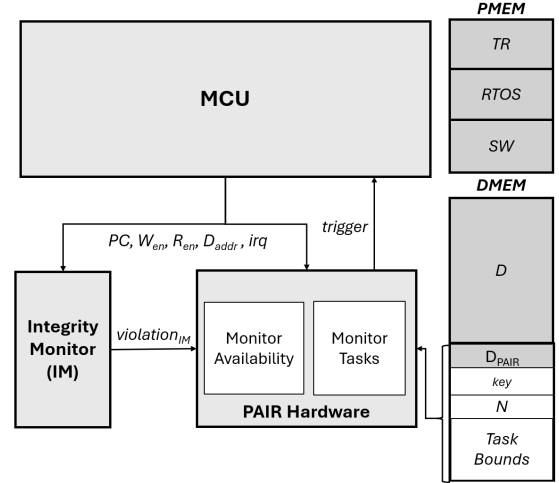 PMEM
TR
RTOS
SW
MCU
DMEM
D
PC, Wen, Ren, Daddr , irq
trigger
Integrity
Monitor
(IM)
violationIM
Monitor
Availability
Monitor
Tasks
PAIR Hardware
DPAIR
key
N
Task
Bounds